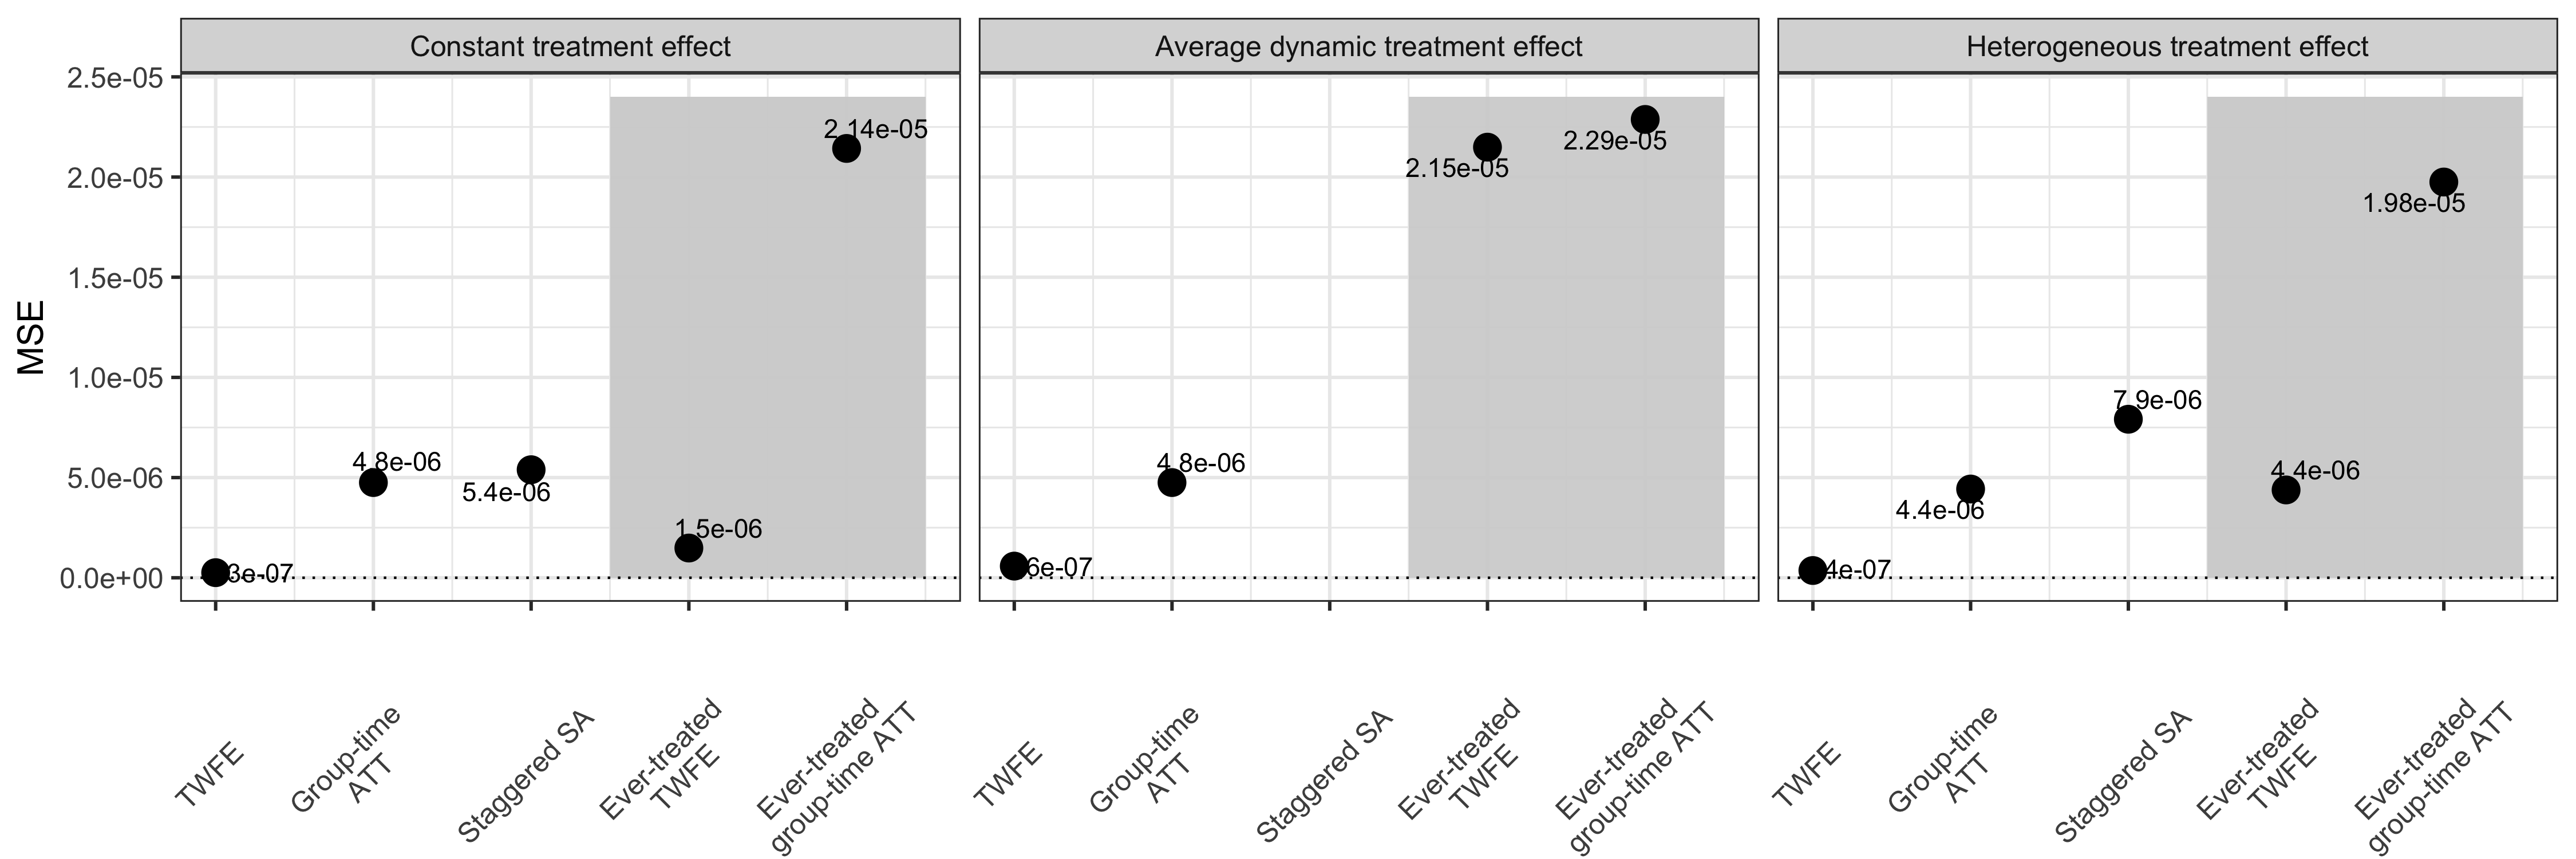 Constant treatment effect
Average dynamic treatment effect
Heterogeneous treatment effect
MSE
2.5e-05
2.0e-05
1.5e-05
1.0e-05
5.0e-06
0.0e+00
3e-07
4.8e-06
5.4e-06
1.5e-06
2.14e-05
6e-07
4.8e-06
2.15e-05
2.29e-05
4e-07
4.4e-06
7.9e-06
4.4e-06
1.98e-05
TWFE
Group-time
ATT
Staggered SA
Ever-treated
TWFE
Ever-treated
group-time ATT
TWFE
Group-time
ATT
Staggered SA
Ever-treated
TWFE
Ever-treated
group-time ATT
TWFE
Group-time
ATT
Staggered SA
Ever-treated
TWFE
Ever-treated
group-time ATT